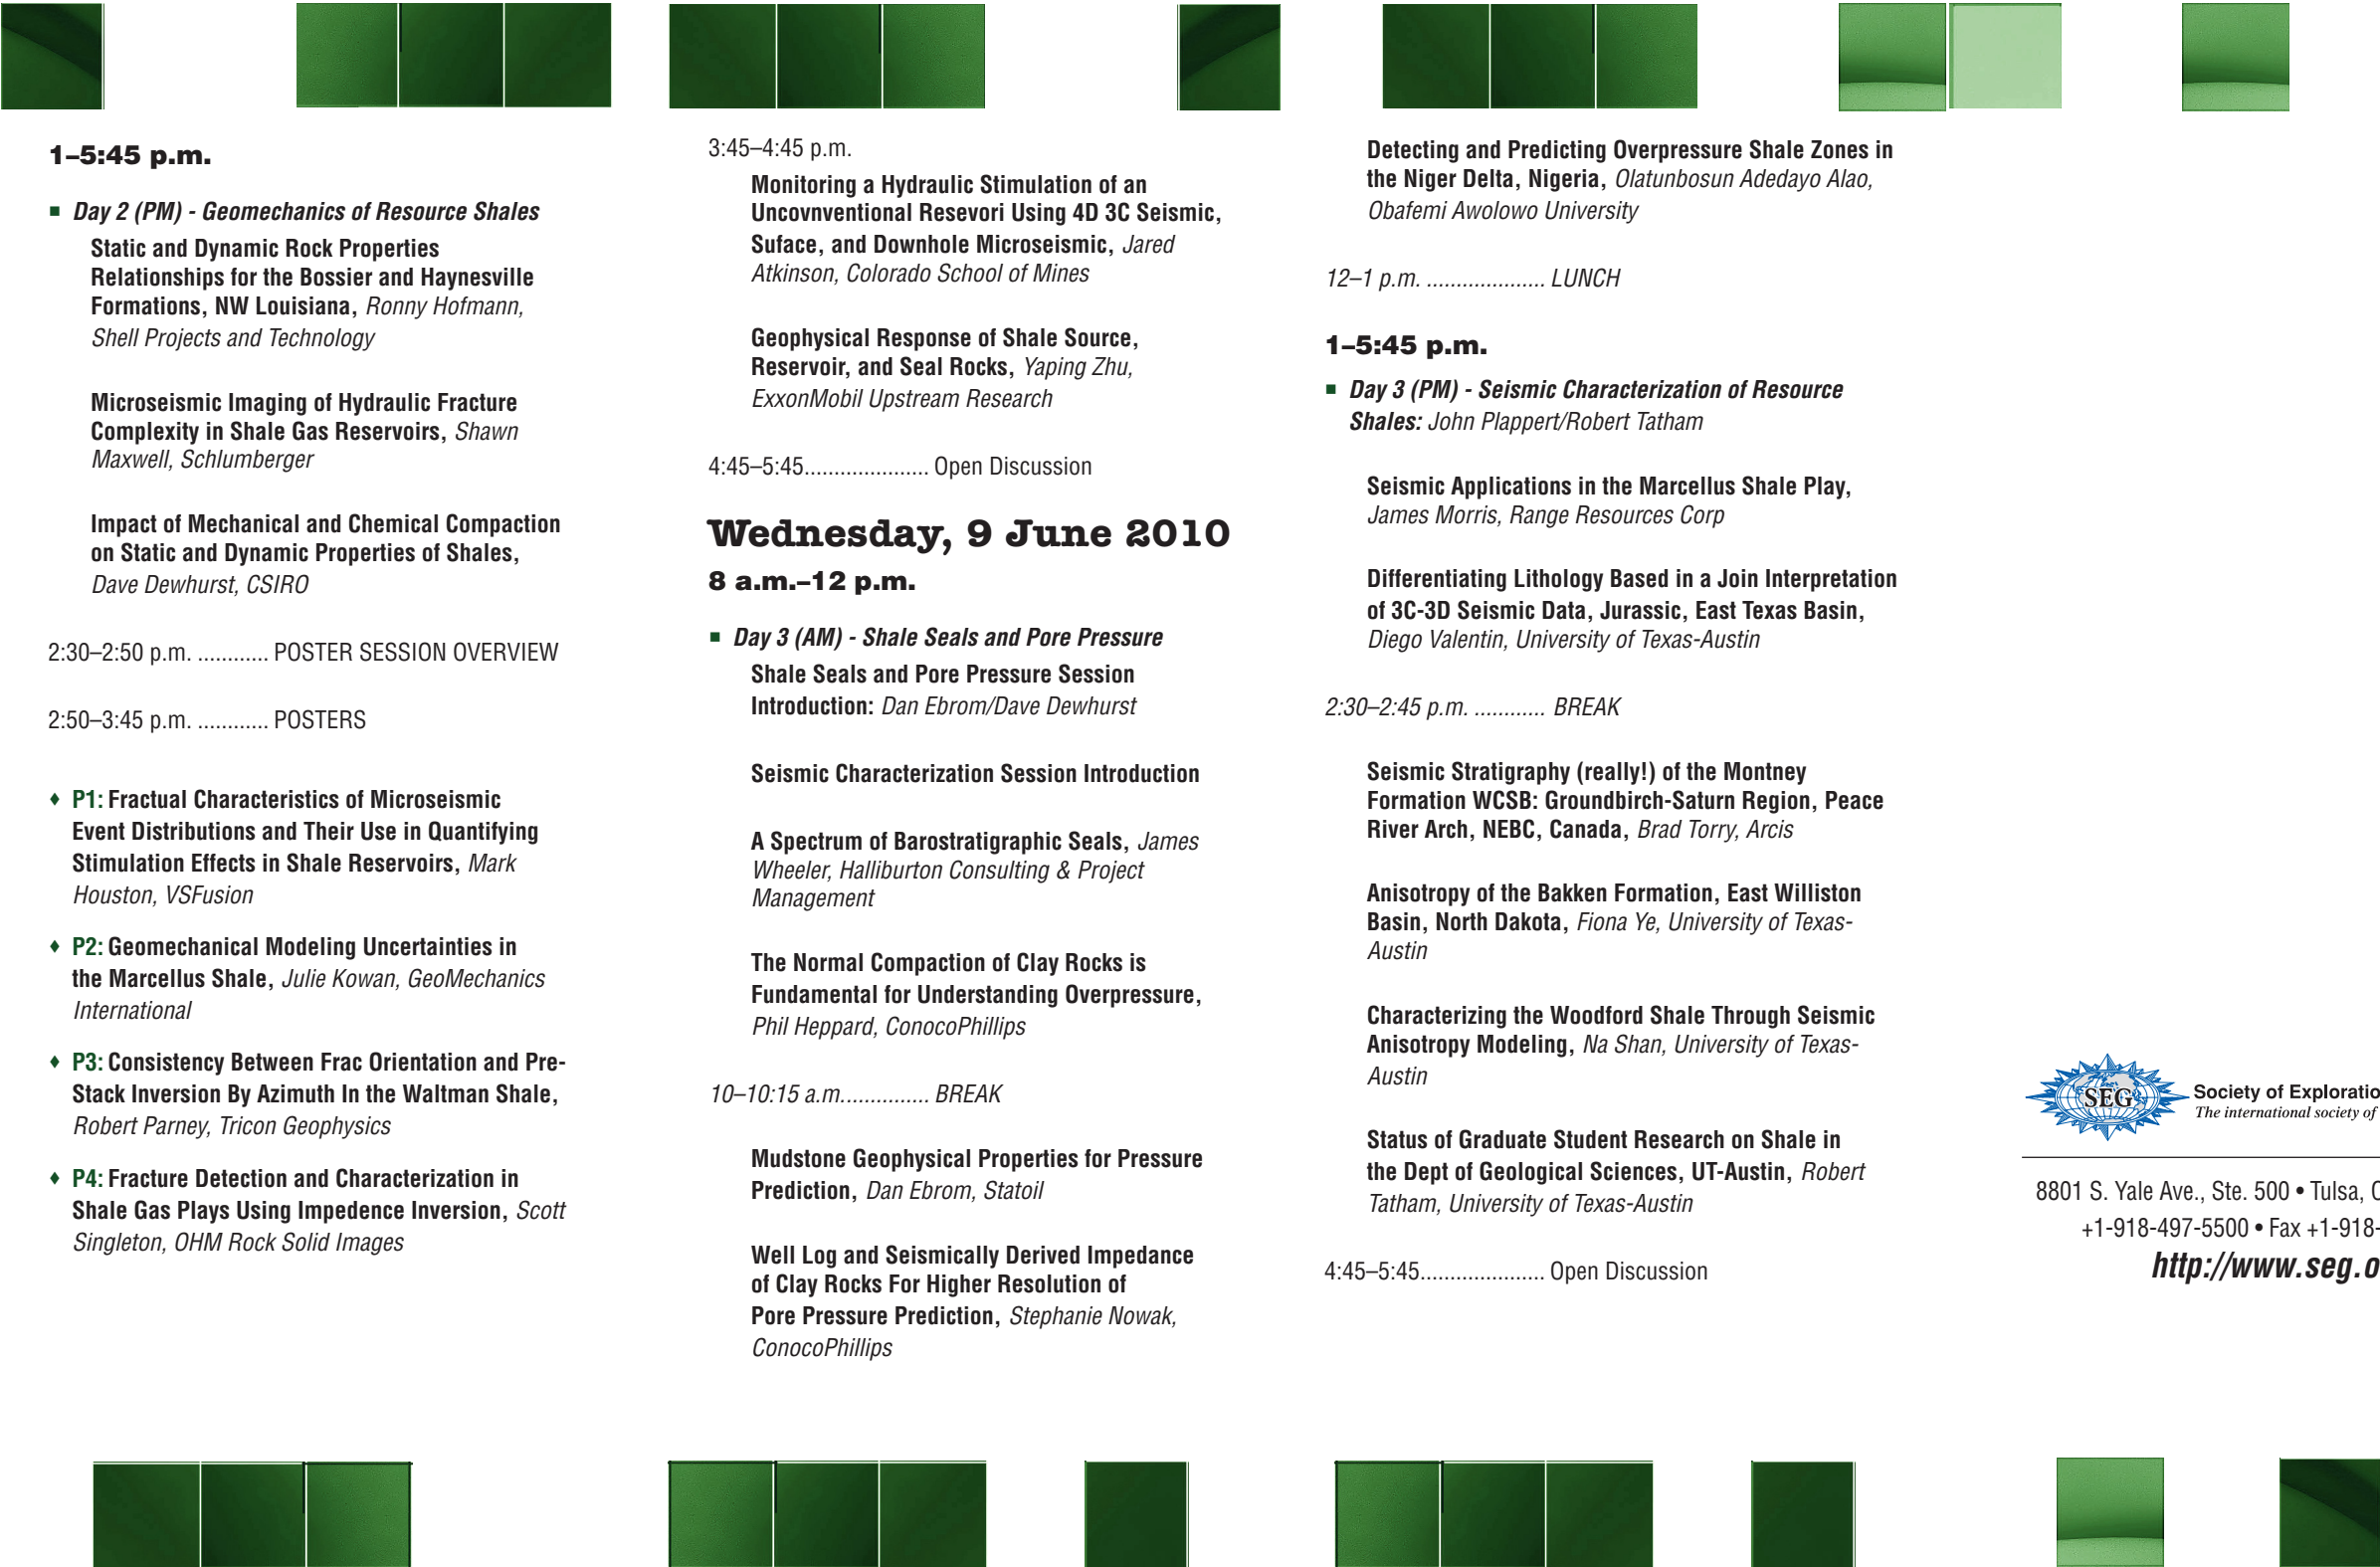 1–5:45 p.m.
▪ Day 2 (PM) - Geomechanics of Resource Shales
Static and Dynamic Rock Properties
Relationships for the Bossier and Haynesville
Formations, NW Louisiana, Ronny Hofmann,
Shell Projects and Technology
Microseismic Imaging of Hydraulic Fracture
Complexity in Shale Gas Reservoirs, Shawn
Maxwell, Schlumberger
Impact of Mechanical and Chemical Compaction
on Static and Dynamic Properties of Shales,
Dave Dewhurst, CSIRO
2:30–2:50 p.m. ............ POSTER SESSION OVERVIEW
2:50–3:45 p.m. ............ POSTERS
♦ P1: Fractual Characteristics of Microseismic
Event Distributions and Their Use in Quantifying
Stimulation Effects in Shale Reservoirs, Mark
Houston, VSFusion
♦ P2: Geomechanical Modeling Uncertainties in
the Marcellus Shale, Julie Kowan, GeoMechanics
International
♦ P3: Consistency Between Frac Orientation and Pre-
Stack Inversion By Azimuth In the Waltman Shale,
Robert Parney, Tricon Geophysics
♦ P4: Fracture Detection and Characterization in
Shale Gas Plays Using Impedence Inversion, Scott
Singleton, OHM Rock Solid Images
3:45–4:45 p.m.
Monitoring a Hydraulic Stimulation of an
Uncovnventional Resevori Using 4D 3C Seismic,
Suface, and Downhole Microseismic, Jared
Atkinson, Colorado School of Mines
Geophysical Response of Shale Source,
Reservoir, and Seal Rocks, Yaping Zhu,
ExxonMobil Upstream Research
4:45–5:45..................... Open Discussion
Wednesday, 9 June 2010
8 a.m.–12 p.m.
▪ Day 3 (AM) - Shale Seals and Pore Pressure
Shale Seals and Pore Pressure Session
Introduction: Dan Ebrom/Dave Dewhurst
Seismic Characterization Session Introduction
A Spectrum of Barostratigraphic Seals, James
Wheeler, Halliburton Consulting & Project
Management
The Normal Compaction of Clay Rocks is
Fundamental for Understanding Overpressure,
Phil Heppard, ConocoPhillips
10–10:15 a.m............... BREAK
Mudstone Geophysical Properties for Pressure
Prediction, Dan Ebrom, Statoil
Well Log and Seismically Derived Impedance
of Clay Rocks For Higher Resolution of
Pore Pressure Prediction, Stephanie Nowak,
ConocoPhillips
Detecting and Predicting Overpressure Shale Zones in
the Niger Delta, Nigeria, Olatunbosun Adedayo Alao,
Obafemi Awolowo University
12–1 p.m. .................... LUNCH
1–5:45 p.m.
▪ Day 3 (PM) - Seismic Characterization of Resource
Shales: John Plappert/Robert Tatham
Seismic Applications in the Marcellus Shale Play,
James Morris, Range Resources Corp
Differentiating Lithology Based in a Join Interpretation
of 3C-3D Seismic Data, Jurassic, East Texas Basin,
Diego Valentin, University of Texas-Austin
2:30–2:45 p.m. ............ BREAK
Seismic Stratigraphy (really!) of the Montney
Formation WCSB: Groundbirch-Saturn Region, Peace
River Arch, NEBC, Canada, Brad Torry, Arcis
Anisotropy of the Bakken Formation, East Williston
Basin, North Dakota, Fiona Ye, University of Texas-
Austin
Characterizing the Woodford Shale Through Seismic
Anisotropy Modeling, Na Shan, University of Texas-
Austin
Status of Graduate Student Research on Shale in
the Dept of Geological Sciences, UT-Austin, Robert
Tatham, University of Texas-Austin
4:45–5:45..................... Open Discussion
SEG
Society of Exploratio
The international society of
8801 S. Yale Ave., Ste. 500 • Tulsa, O
+1-918-497-5500 • Fax +1-918-
http://www.seg.o